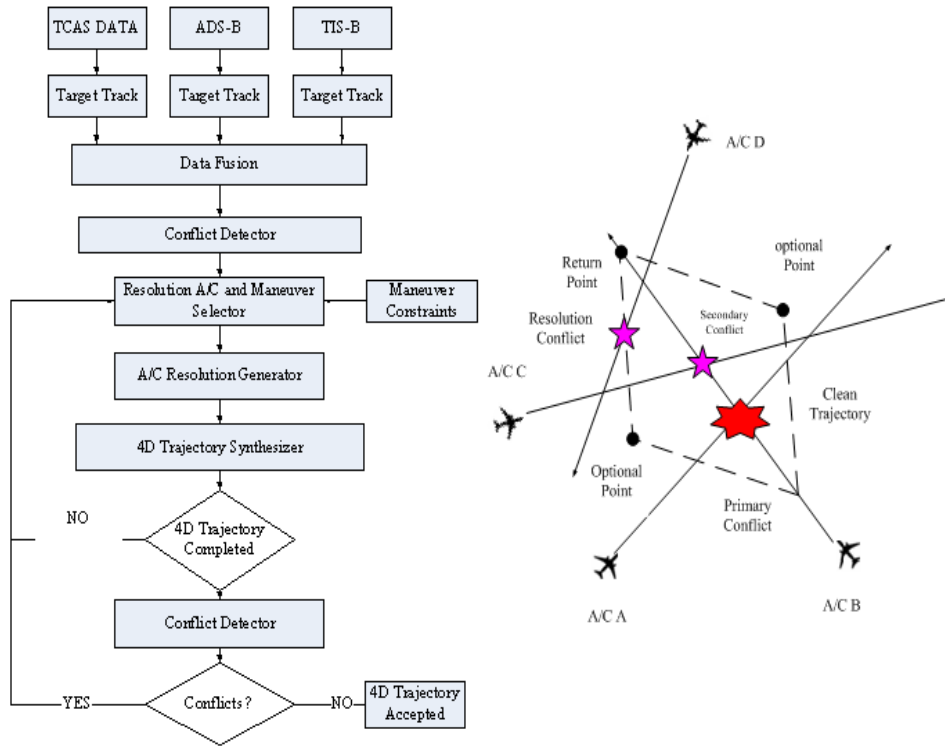 TCAS DATA
ADS-B
TIS-B
Target Track
Target Track
Target Track
Data Fusion
Conflict Detector
Resolution A/C and Maneuver
Selector
Maneuver
Constraints
A/C Resolution Generator
4D Trajectory Synthesizer
NO
4D Trajectory
Completed
Conflict Detector
YES
Conflicts?
NO
4D Trajectory
Accepted
A/C D
Return
Point
optional
Point
Resolution
Conflict
Secondary
Conflict
A/C C
Clean
Trajectory
Optional
Point
Primary
Conflict
A/C A
A/C B